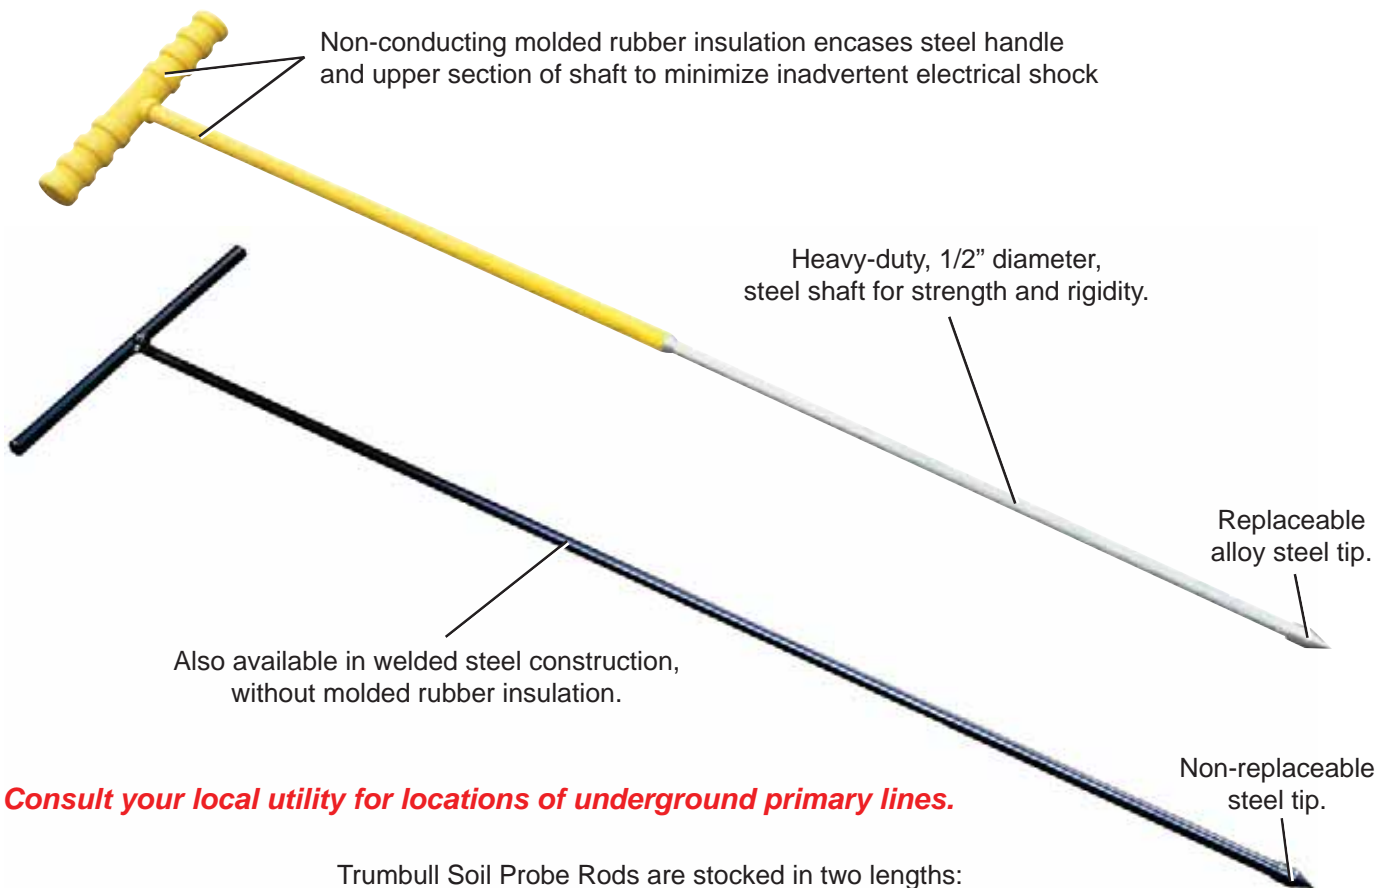 Non-conducting molded rubber insulation encases steel handle
and upper section of shaft to minimize inadvertent electrical shock
Heavy-duty, 1/2” diameter,
steel shaft for strength and rigidity.
Replaceable
alloy steel tip.
Also available in welded steel construction,
without molded rubber insulation.
Non-replaceable
steel tip.
Consult your local utility for locations of underground primary lines.
Trumbull Soil Probe Rods are stocked in two lengths: